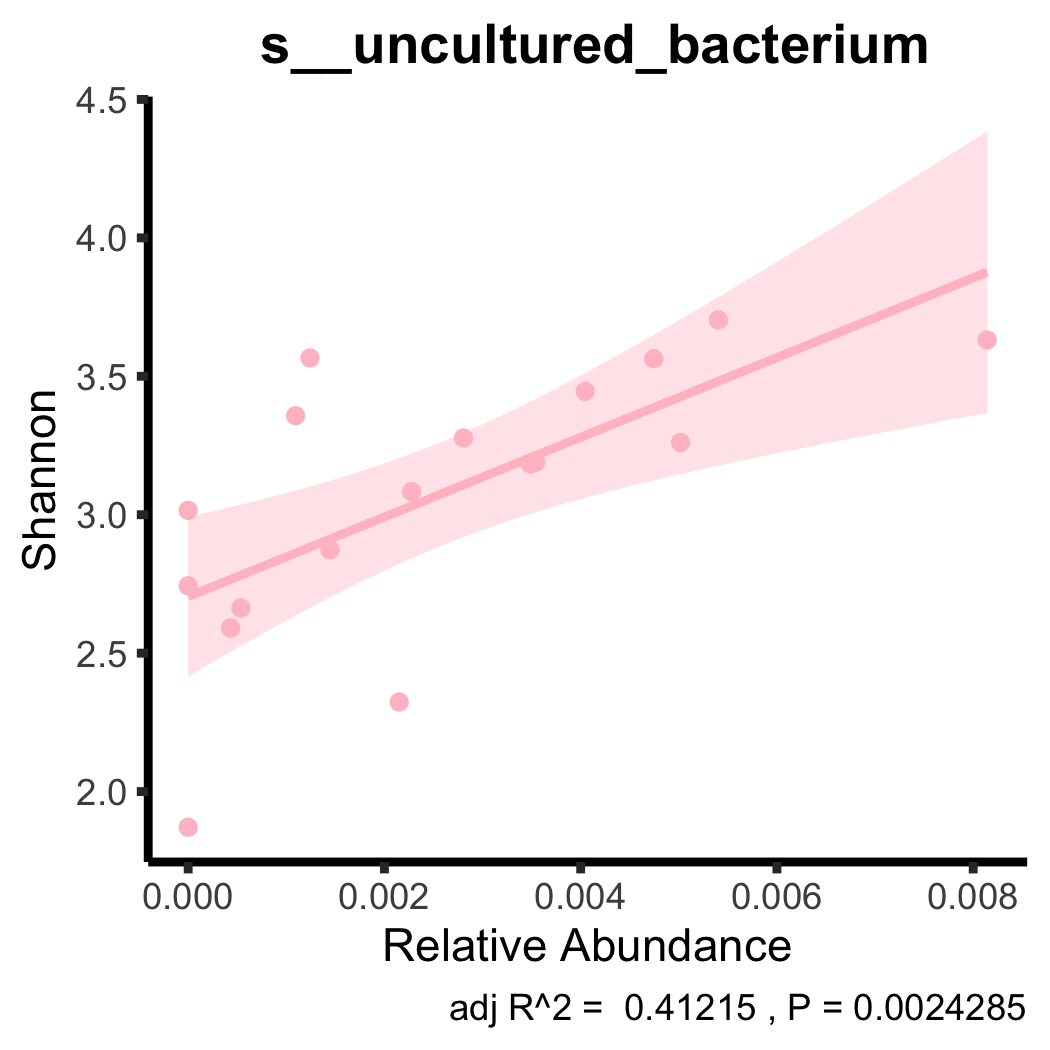 s__uncultured_bacterium
4.5
4.0
3.5
3.0
2.5
2.0
Shannon
0.000 0.002 0.004 0.006 0.008
Relative Abundance
adj R^2 =  0.41215 , P = 0.0024285